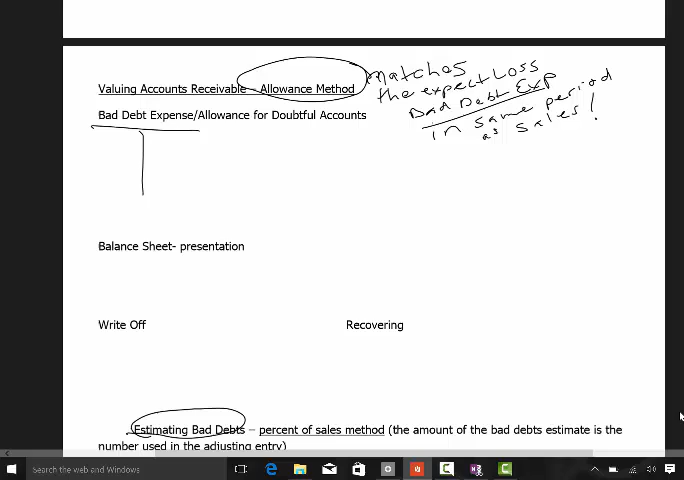 Valuing Accounts Receivable – Allowance Method
matches
the expect Loss
Bad Debt Exp
in same period
as sales!
Bad Debt Expense/Allowance for Doubtful Accounts
Balance Sheet- presentation
Write Off
Recovering
Estimating Bad Debts – percent of sales method (the amount of the bad debts estimate is the
number used in the adjusting entry)
Search the web and Windows